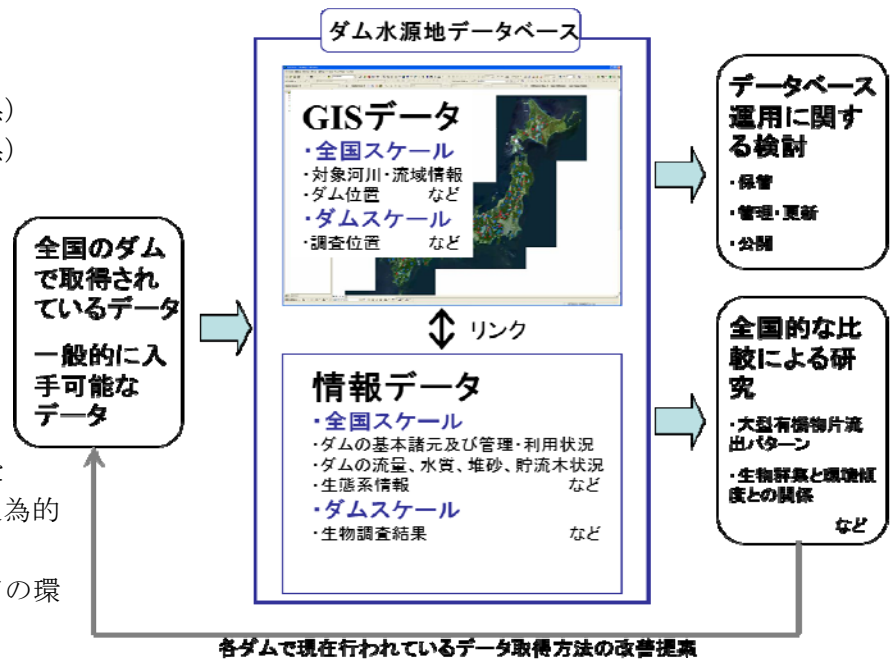 ダム水源地データベース
GISデータ
・全国スケール
・対象河川・流域情報
・ダム位置 など
・ダムスケール
・調査位置 など
リンク
情報データ
・全国スケール
・ダムの基本諸元及び管理・利用状況
・ダムの流量、水質、堆砂、貯流木状況
・生態系情報 など
・ダムスケール
・生物調査結果 など
全国のダム
で取得され
ているデータ
一般的に入
手可能な
データ
データベース
運用に関す
る検討
・保管
・管理・更新
・公開
全国的な比
較による研
究
・大型有機物片流
出パターン
・生物群集と環境傾
度との関係
など
各ダムで現在行われているデータ取得方法の改善提案
為的
の環